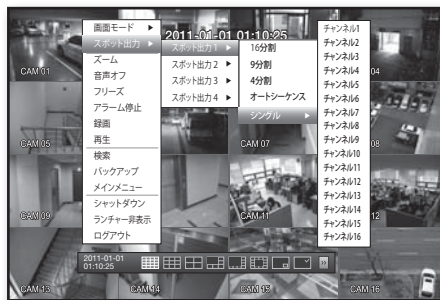 画面モード ▶
スポット出力 ▶
ズーム
音声オフ
フリーズ
アラーム停止
録画
再生
検索
バックアップ
メインメニュー
シャットダウン
ランチャー非表示
ログアウト
2011-01-01 01:10:25
スポット出力 1 ▶
スポット出力 2 ▶
スポット出力 3 ▶
スポット出力 4 ▶
16分割
9分割
4分割
オートシーケンス
シングル ▶
チャンネル1
チャンネル2
チャンネル3
チャンネル4
チャンネル5
チャンネル6
チャンネル7
チャンネル8
チャンネル9
チャンネル10
チャンネル11
チャンネル12
チャンネル13
チャンネル14
チャンネル15
チャンネル16
CAM 01
04
CAM 05
CAM 07
08
CAM 09
CAM 11
12
CAM 13
CAM 14
CAM 15
CAM 16
2011-01-01
01:10:25